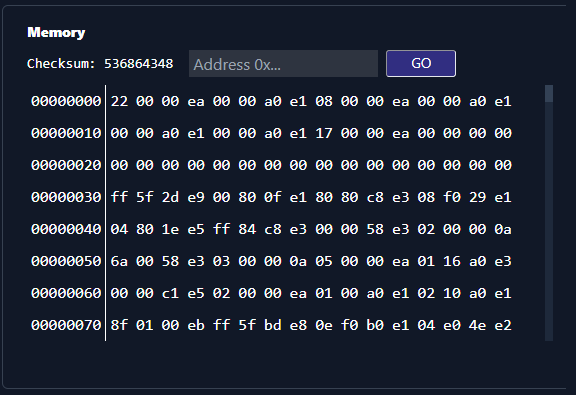 Memory
Checksum: 536864348 Address 0x... GO
00000000 22 00 00 ea 00 00 a0 e1 08 00 00 ea 00 00 a0 e1
00000010 00 00 a0 e1 00 00 a0 e1 17 00 00 ea 00 00 00 00
00000020 00 00 00 00 00 00 00 00 00 00 00 00 00 00 00 00
00000030 ff 5f 2d e9 00 80 0f e1 80 80 c8 e3 08 f0 29 e1
00000040 04 80 1e e5 ff 84 c8 e3 00 00 58 e3 02 00 00 0a
00000050 6a 00 58 e3 03 00 00 0a 05 00 00 ea 01 16 a0 e3
00000060 00 00 c1 e5 02 00 00 ea 01 00 a0 e1 02 10 a0 e1
00000070 8f 01 00 eb ff 5f bd e8 0e f0 b0 e1 04 e0 4e e2